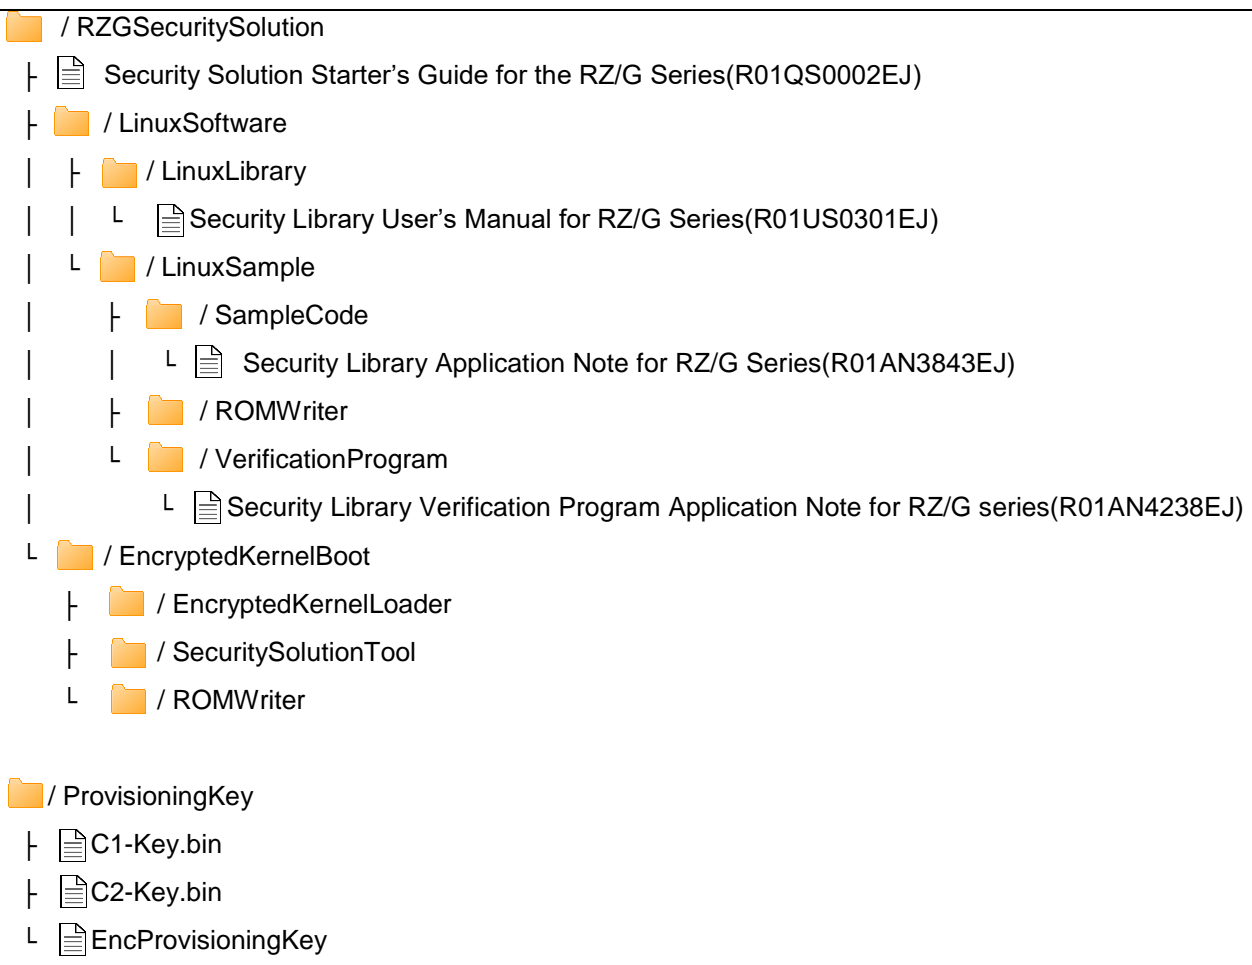 / RZGSecuritySolution
├ Security Solution Starter’s Guide for the RZ/G Series(R01QS0002EJ)
├ / LinuxSoftware
│ ├ / LinuxLibrary
│ │ └ Security Library User’s Manual for RZ/G Series(R01US0301EJ)
│ └ / LinuxSample
│ ├ / SampleCode
│ │ └ Security Library Application Note for RZ/G Series(R01AN3843EJ)
│ ├ / ROMWriter
│ └ / VerificationProgram
│ └ Security Library Verification Program Application Note for RZ/G series(R01AN4238EJ)
└ / EncryptedKernelBoot
├ / EncryptedKernelLoader
├ / SecuritySolutionTool
└ / ROMWriter
/ ProvisioningKey
├ C1-Key.bin
├ C2-Key.bin
└ EncProvisioningKey